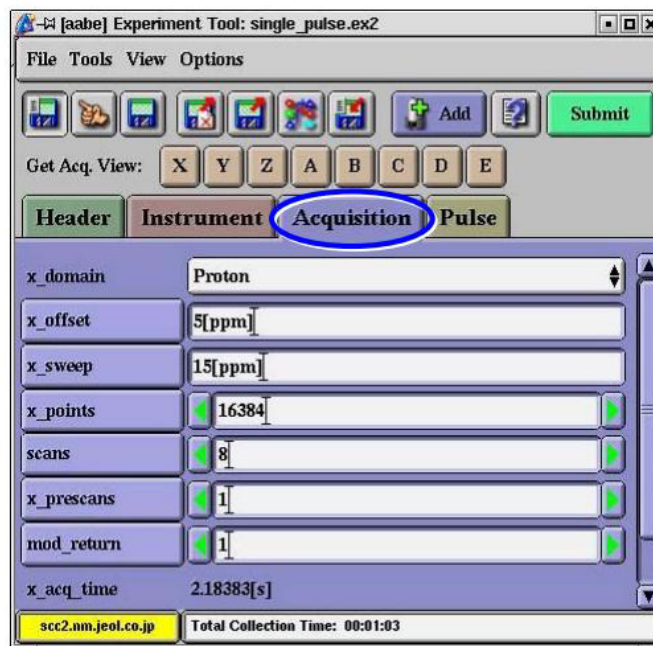 [aabe] Experiment Tool: single_pulse.ex2
File Tools View Options
Add Submit
Get Acq. View: X Y Z A B C D E
Header Instrument Acquisition Pulse
x_domain Proton
x_offset 5[ppm]
x_sweep 15[ppm]
x_points 16384
scans 8
x_prescans 1
mod_return 1
x_acq_time 2.18383[s]
scc2.nm.jeol.co.jp Total Collection Time: 00:01:03